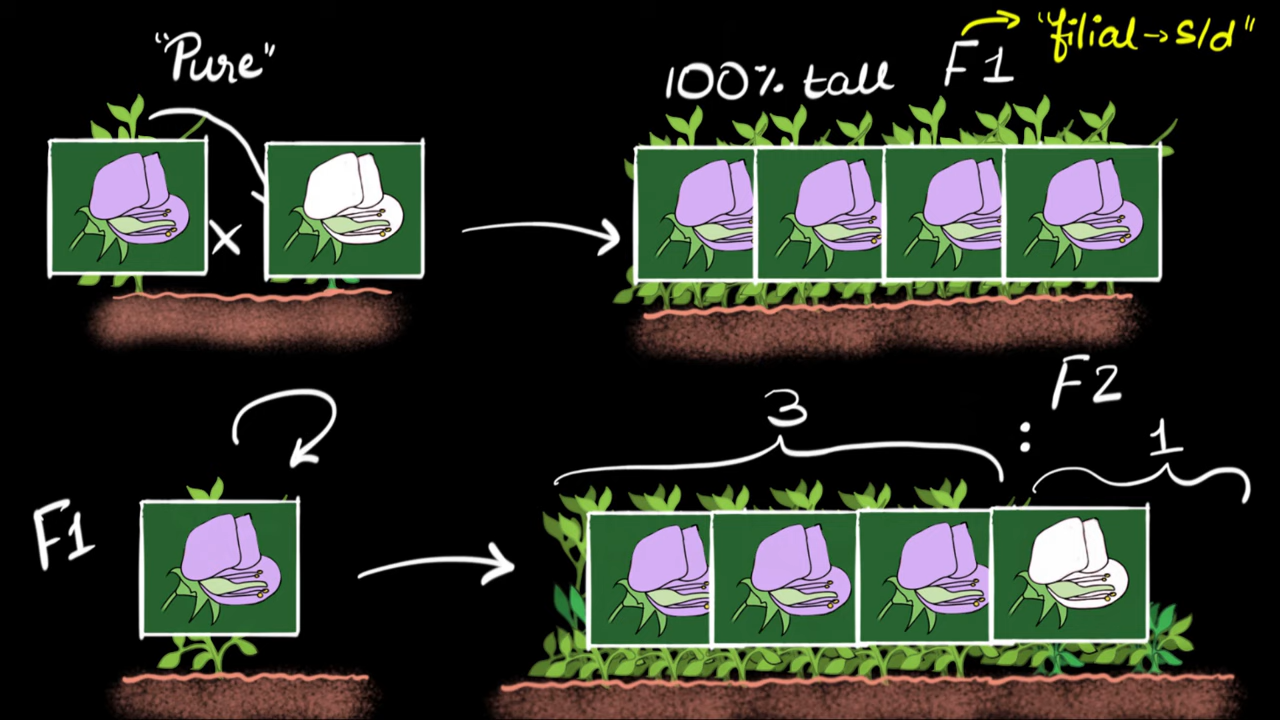 "Pure"
100% tall F1 "filial → s/d"
x
F2
3 : 1
F1